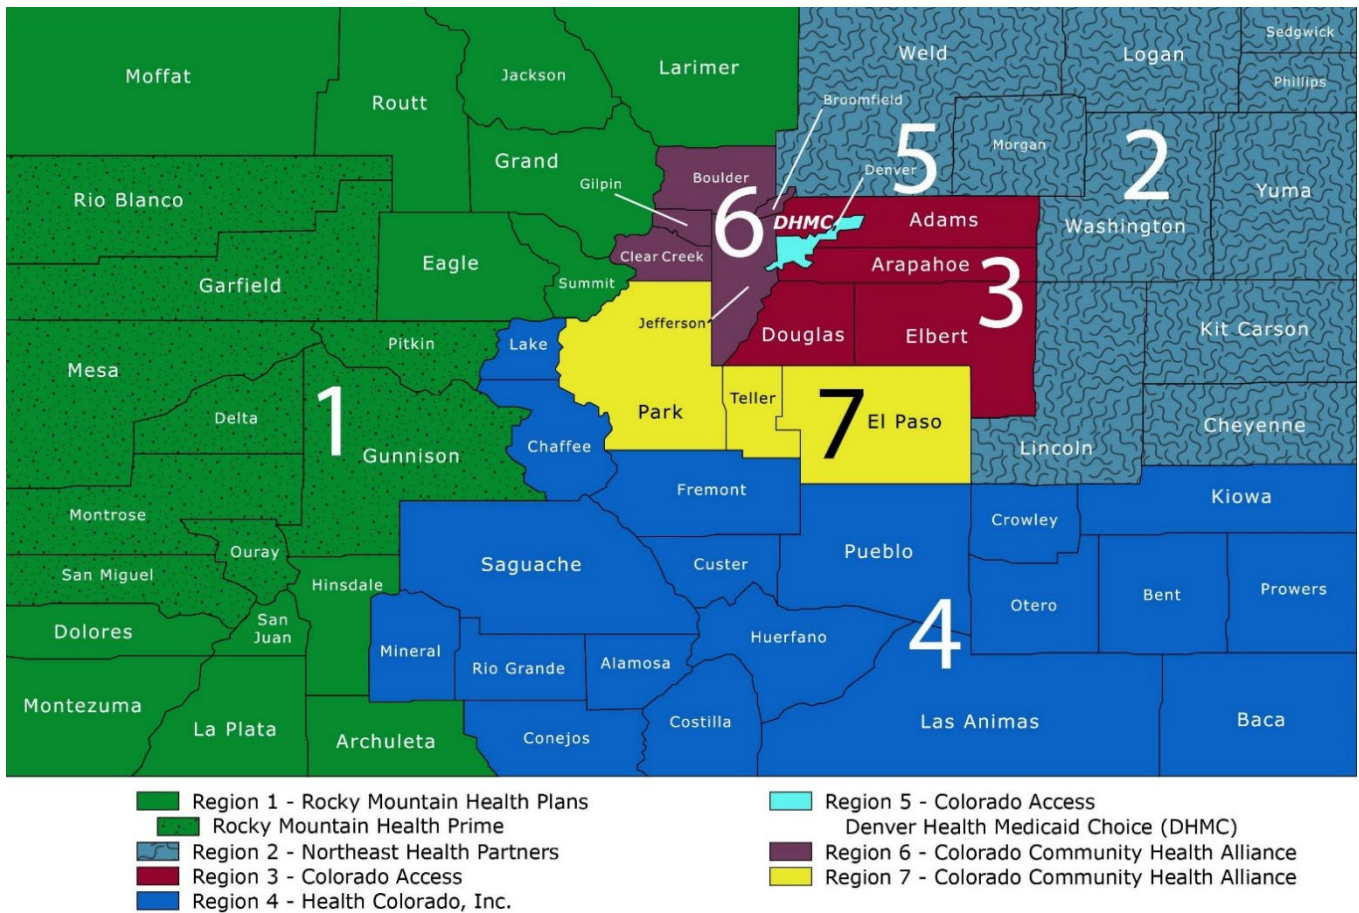 Moffat
Routt
Jackson
Larimer
Weld
Logan
Sedgwick
Phillips
Broomfield
5
Morgan
2
Grand
Gilpin
Boulder
Denver
Rio Blanco
Yuma
6
DHMC
Adams
Washington
Eagle
Clear Creek
Arapahoe
Garfield
Summit
3
Jefferson
Douglas
Elbert
Kit Carson
Mesa
Pitkin
Lake
Delta
1
Park
Teller
7
El Paso
Cheyenne
Gunnison
Chaffee
Lincoln
Fremont
Kiowa
Montrose
Crowley
Ouray
Saguache
Custer
Pueblo
San Miguel
Hinsdale
Otero
Bent
Prowers
Dolores
San
Juan
Mineral
Rio Grande
Alamosa
Huerfano
4
Montezuma
La Plata
Archuleta
Conejos
Costilla
Las Animas
Baca
Region 1 - Rocky Mountain Health Plans
Rocky Mountain Health Prime
Region 2 - Northeast Health Partners
Region 3 - Colorado Access
Region 4 - Health Colorado, Inc.
Region 5 - Colorado Access
Denver Health Medicaid Choice (DHMC)
Region 6 - Colorado Community Health Alliance
Region 7 - Colorado Community Health Alliance